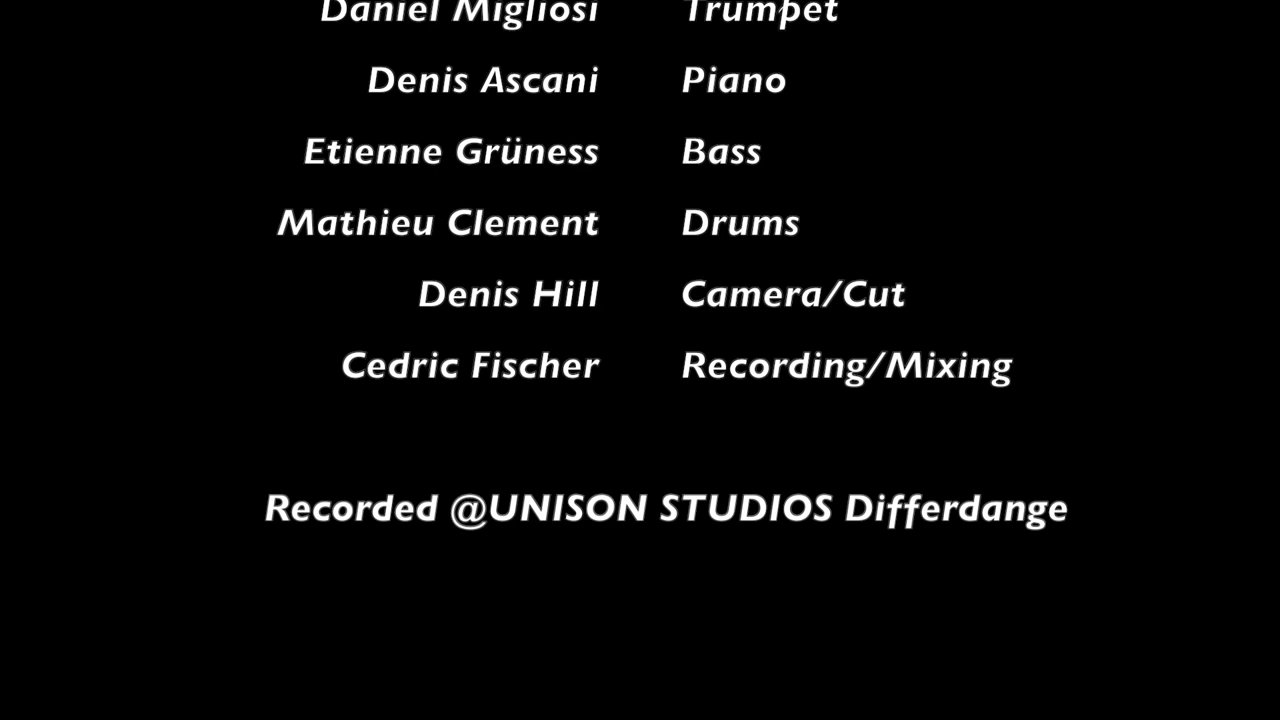 Daniel Migliosi Trumpet
Denis Ascani Piano
Etienne Grüness Bass
Mathieu Clement Drums
Denis Hill Camera/Cut
Cedric Fischer Recording/Mixing
Recorded @UNISON STUDIOS Differdange